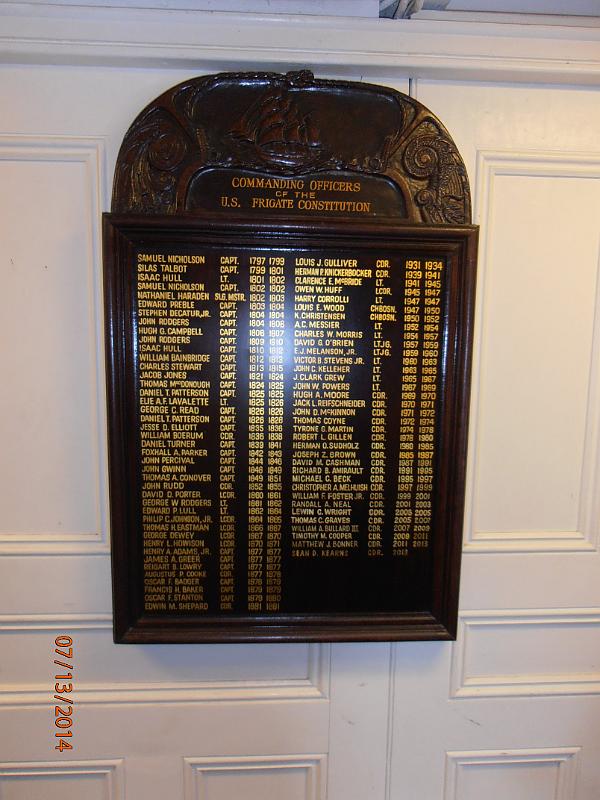 COMMANDING OFFICERS
OF THE
U.S. FRIGATE CONSTITUTION
SAMUEL NICHOLSON CAPT. 1797 1799
SILAS TALBOT CAPT. 1799 1801
ISAAC HULL LT. 1801 1802
SAMUEL NICHOLSON CAPT. 1802 1802
NATHANIEL HARADEN SLG. MSTR. 1802 1803
EDWARD PREBLE CAPT. 1803 1804
STEPHEN DECATUR, JR. CAPT. 1804 1804
JOHN RODGERS CAPT. 1804 1806
HUGH G. CAMPBELL CAPT. 1806 1807
JOHN RODGERS CAPT. 1809 1810
ISAAC HULL CAPT. 1810 1812
WILLIAM BAINBRIDGE CAPT. 1812 1813
CHARLES STEWART CAPT. 1813 1815
JACOB JONES CAPT. 1821 1824
THOMAS MACDONOUGH CAPT. 1824 1825
DANIEL T. PATTERSON CAPT. 1825 1825
ELIE A.F. LAVALETTE LT. 1825 1826
GEORGE C. READ CAPT. 1826 1826
DANIEL T. PATTERSON CAPT. 1826 1828
JESSE D. ELLIOTT CAPT. 1835 1838
WILLIAM BOERUM CDR. 1838 1838
DANIEL TURNER CAPT. 1839 1841
FOXHALL A. PARKER CAPT. 1842 1843
JOHN PERCIVAL CAPT. 1844 1846
JOHN GWINN CAPT. 1848 1849
THOMAS A. CONOVER CAPT. 1849 1851
JOHN RUDD CDR. 1852 1855
DAVID D. PORTER LCDR. 1860 1861
GEORGE W RODGERS LT. 1861 1862
EDWARD P. LULL LT. 1862 1864
PHILIP C. JOHNSON, JR. LCDR. 1864 1865
THOMAS H. EASTMAN LCDR. 1866 1867
GEORGE DEWEY LCDR. 1867 1870
HENRY L. HOWISON LCDR. 1870 1871
HENRY A. ADAMS, JR. CAPT. 1877 1877
JAMES A. GREER CAPT. 1877 1877
REIGART B. LOWRY CAPT. 1877 1877
AUGUSTUS P. COOKE CDR. 1877 1878
OSCAR F. BADGER CAPT. 1878 1879
FRANCIS H. BAKER CAPT. 1879 1879
OSCAR F. STANTON CAPT. 1879 1880
EDWIN M. SHEPARD CDR. 1881 1881
LOUIS J. GULLIVER CDR. 1931 1934
HERMAN P. KNICKERBOCKER CDR. 1939 1941
CLARENCE E. McBRIDE LT. 1941 1945
OWEN W. HUFF LCDR. 1945 1947
HARRY CORROLLI LT. 1947 1947
LOUIS E. WOOD CHBOSN. 1947 1950
K. CHRISTENSEN CHBOSN. 1950 1952
A.C. MESSIER LT. 1952 1954
CHARLES W. MORRIS LT. 1954 1957
DAVID G. O'BRIEN LTJG. 1957 1959
E.J. MELANSON, JR. LTJG. 1959 1960
VICTOR B. STEVENS JR. LT. 1960 1963
JOHN C. KELLEHER LT. 1963 1965
J. CLARK GREW LT. 1965 1967
JOHN W. POWERS LT. 1967 1969
HUGH A. MOORE CDR. 1969 1970
JACK L. REIFSCHNEIDER CDR. 1970 1971
JOHN D. McKINNON CDR. 1971 1972
THOMAS COYNE CDR. 1972 1974
TYRONE G. MARTIN CDR. 1974 1978
ROBERT L. GILLEN CDR. 1978 1980
HERMAN O. SUDHOLZ CDR. 1980 1985
JOSEPH Z. BROWN CDR. 1985 1987
DAVID M. CASHMAN CDR. 1987 1991
RICHARD B. AMIRAULT CDR. 1991 1995
MICHAEL C. BECK CDR. 1995 1997
CHRISTOPHER A. MELHUISH CDR. 1997 1999
WILLIAM F. FOSTER JR. CDR. 1999 2001
RANDALL A. NEAL CDR. 2001 2003
LEWIN C. WRIGHT CDR. 2003 2005
THOMAS C. GRAVES CDR. 2005 2007
WILLIAM A. BULLARD III CDR. 2007 2009
TIMOTHY M. COOPER CDR. 2009 2011
MATTHEW J. BONNER CDR. 2011 2013
SEAN D. KEARNS CDR. 2013
07/13/2014